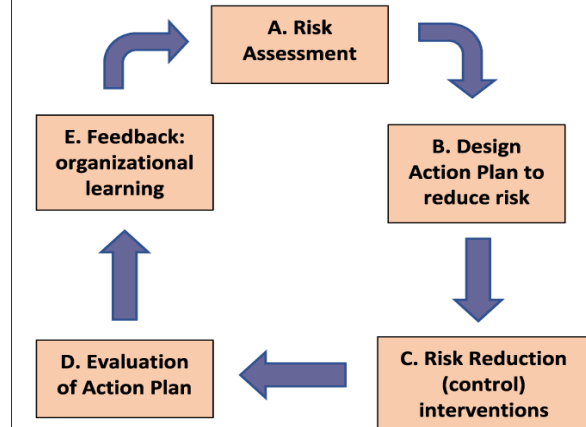 A. Risk
Assessment
B. Design
Action Plan to
reduce risk
C. Risk Reduction
(control)
interventions
D. Evaluation
of Action Plan
E. Feedback:
organizational
learning